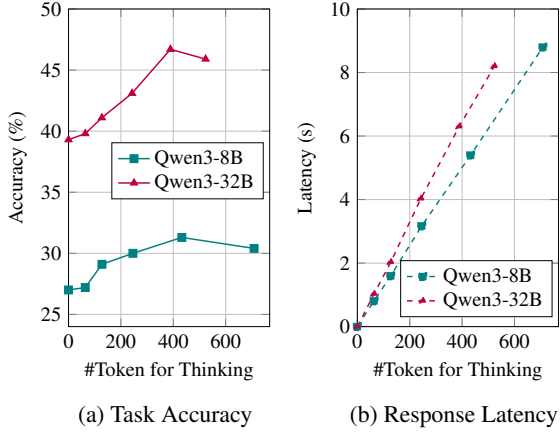 50
45
40
35
30
25
0 200 400 600
Accuracy (%)
#Token for Thinking
Qwen3-8B
Qwen3-32B
(a) Task Accuracy
10
8
6
4
2
0
0 200 400 600
Latency (s)
#Token for Thinking
Qwen3-8B
Qwen3-32B
(b) Response Latency